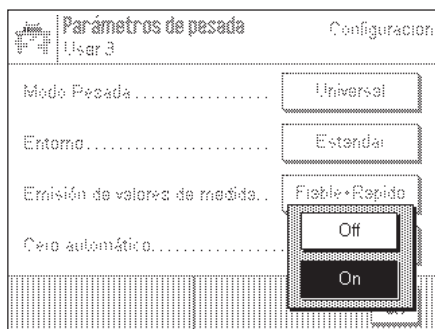 Parámetros de pesada Configuracion
User 3
Modo Pesada................. Universal
Entorno....................... Estandar
Emisión de valores de medida.. Fiable+Rapido
Cero automático...............
Off
On